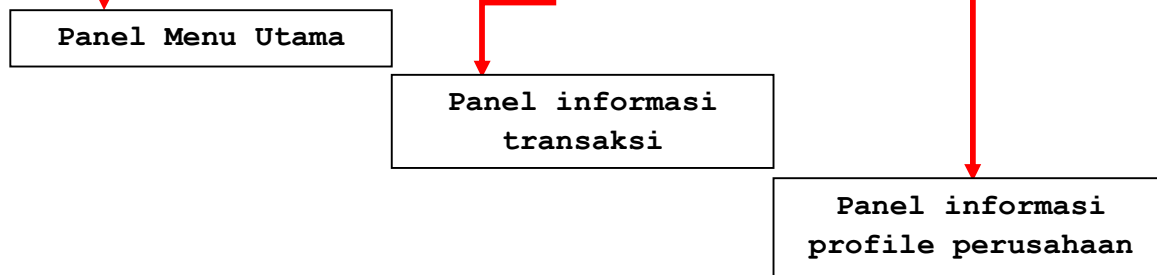 Panel Menu Utama
Panel informasi
transaksi
Panel informasi
profile perusahaan